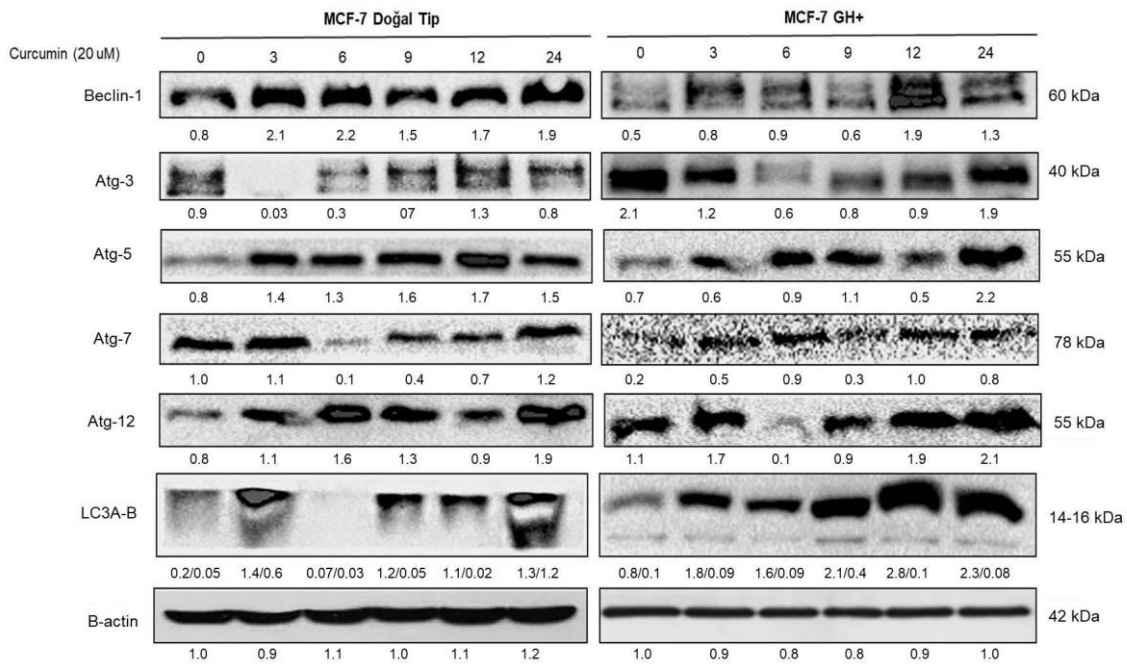 MCF-7 Doğal Tip MCF-7 GH+
Curcumin (20 uM) 0 3 6 9 12 24 0 3 6 9 12 24
Beclin-1 60 kDa
0.8 2.1 2.2 1.5 1.7 1.9 0.5 0.8 0.9 0.6 1.9 1.3
Atg-3 40 kDa
0.9 0.03 0.3 07 1.3 0.8 2.1 1.2 0.6 0.8 0.9 1.9
Atg-5 55 kDa
0.8 1.4 1.3 1.6 1.7 1.5 0.7 0.6 0.9 1.1 0.5 2.2
Atg-7 78 kDa
1.0 1.1 0.1 0.4 0.7 1.2 0.2 0.5 0.9 0.3 1.0 0.8
Atg-12 55 kDa
0.8 1.1 1.6 1.3 0.9 1.9 1.1 1.7 0.1 0.9 1.9 2.1
LC3A-B 14-16 kDa
0.2/0.05 1.4/0.6 0.07/0.03 1.2/0.05 1.1/0.02 1.3/1.2 0.8/0.1 1.8/0.09 1.6/0.09 2.1/0.4 2.8/0.1 2.3/0.08
B-actin 42 kDa
1.0 0.9 1.1 1.0 1.1 1.2 1.0 0.9 0.8 0.8 0.9 1.0